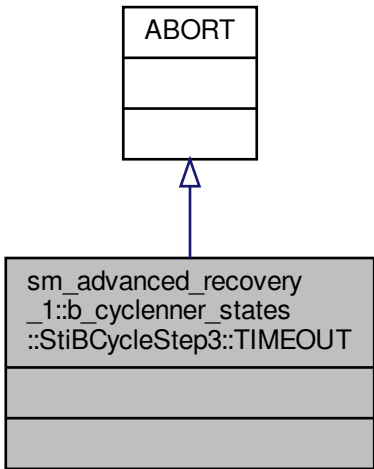 ABORT
sm_advanced_recovery
_1::b_cyclenner_states
::StiBCycleStep3::TIMEOUT